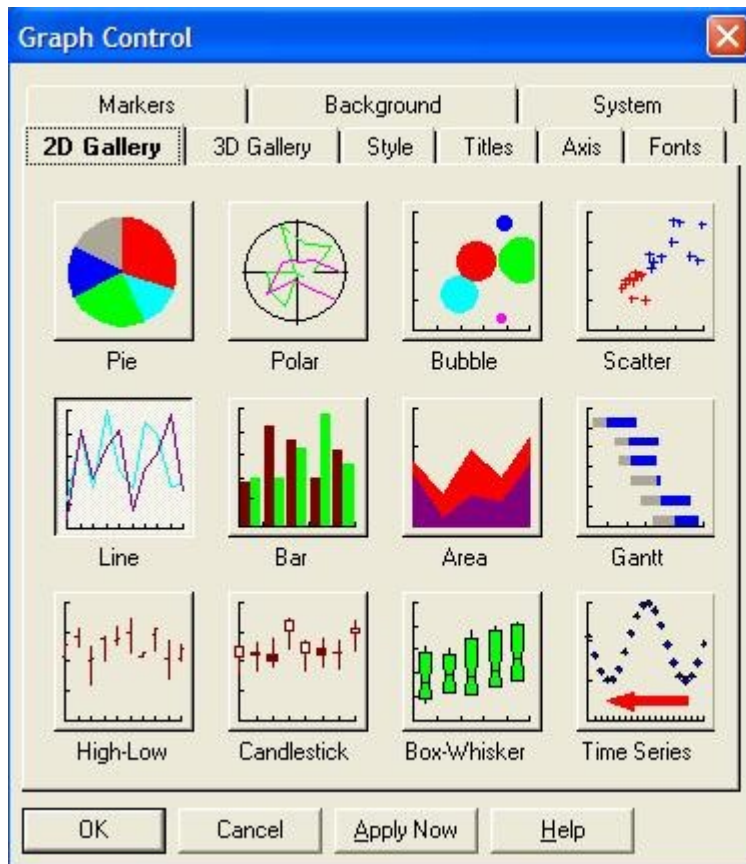 Graph Control
Markers Background System
2D Gallery 3D Gallery Style Titles Axis Fonts
Pie Polar Bubble Scatter
Line Bar Area Gantt
High-Low Candlestick Box-Whisker Time Series
OK Cancel Apply Now Help